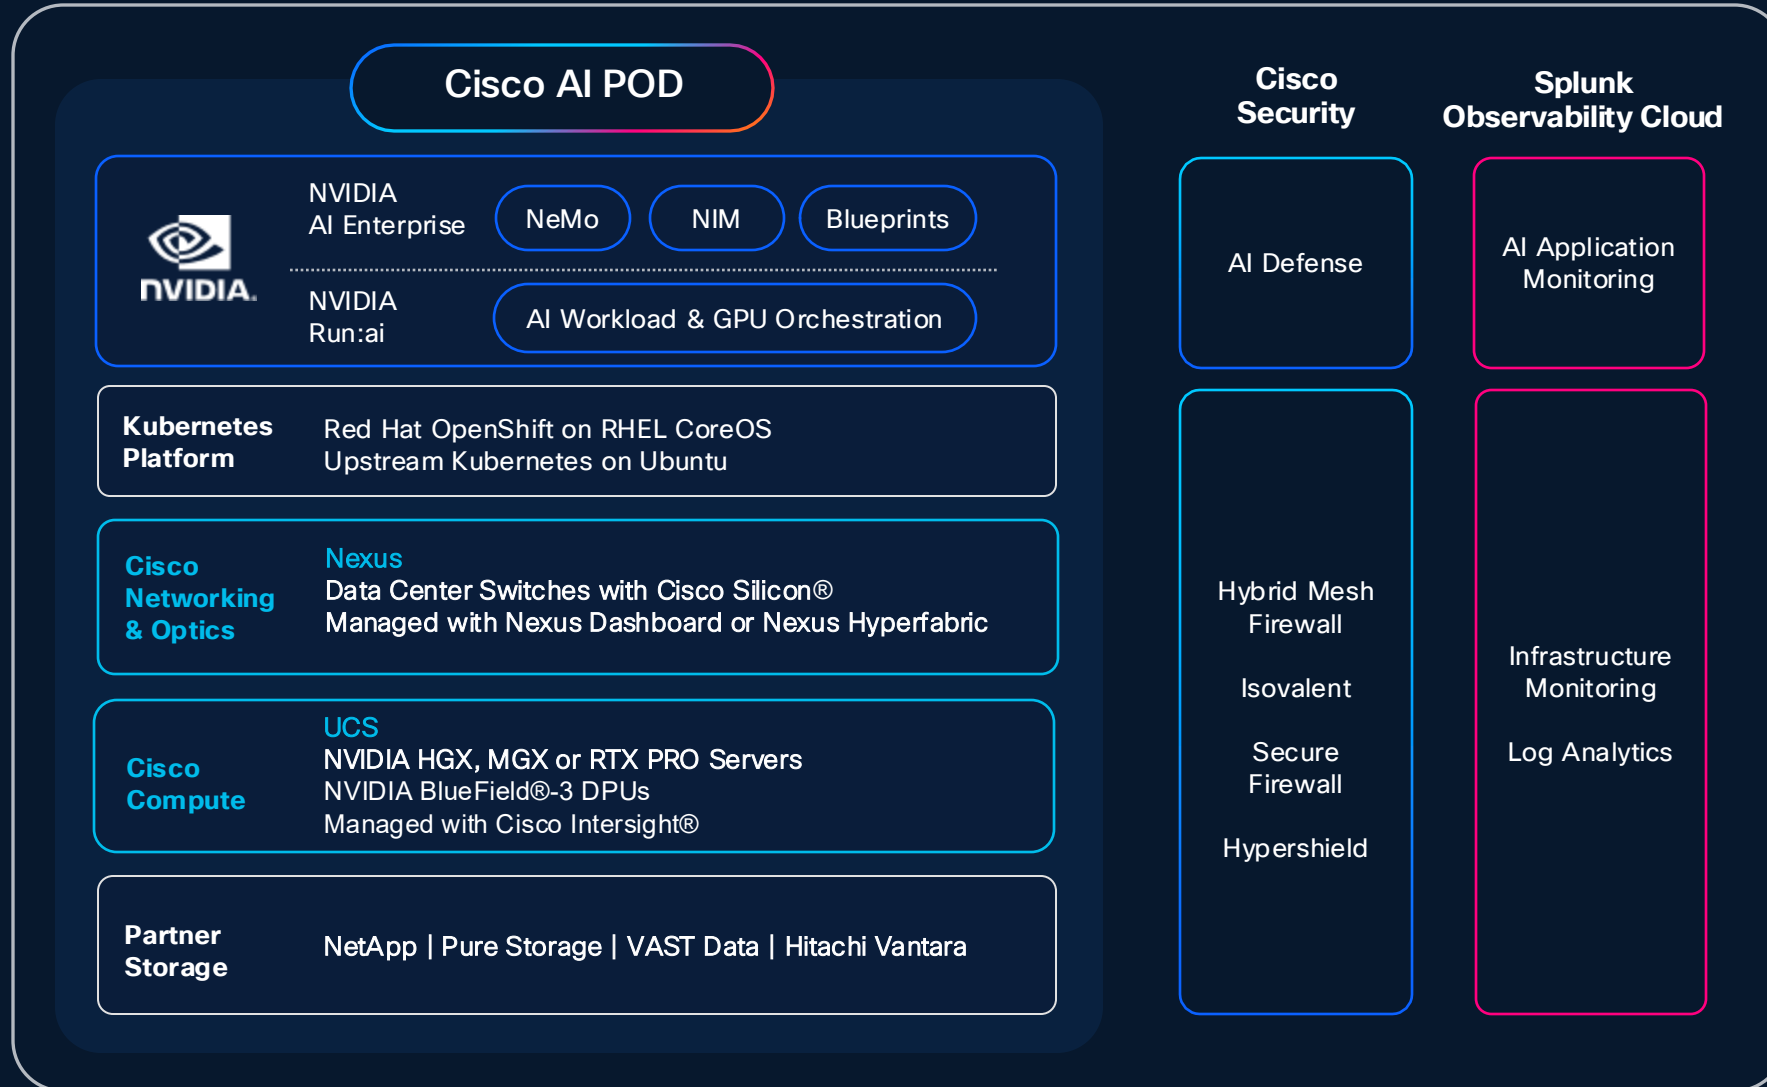 Cisco AI POD
NVIDIA
AI Enterprise
NeMo
NIM
Blueprints
NVIDIA.
NVIDIA
Run:ai
AI Workload & GPU Orchestration
Kubernetes
Platform
Red Hat OpenShift on RHEL CoreOS
Upstream Kubernetes on Ubuntu
Cisco
Networking
& Optics
Nexus
Data Center Switches with Cisco Silicon®
Managed with Nexus Dashboard or Nexus Hyperfabric
Cisco
Compute
UCS
NVIDIA HGX, MGX or RTX PRO Servers
NVIDIA BlueField®-3 DPUs
Managed with Cisco Intersight®
Partner
Storage
NetApp | Pure Storage | VAST Data | Hitachi Vantara
Cisco
Security
AI Defense
Hybrid Mesh
Firewall
Isovalent
Secure
Firewall
Hypershield
Splunk
Observability Cloud
AI Application
Monitoring
Infrastructure
Monitoring
Log Analytics